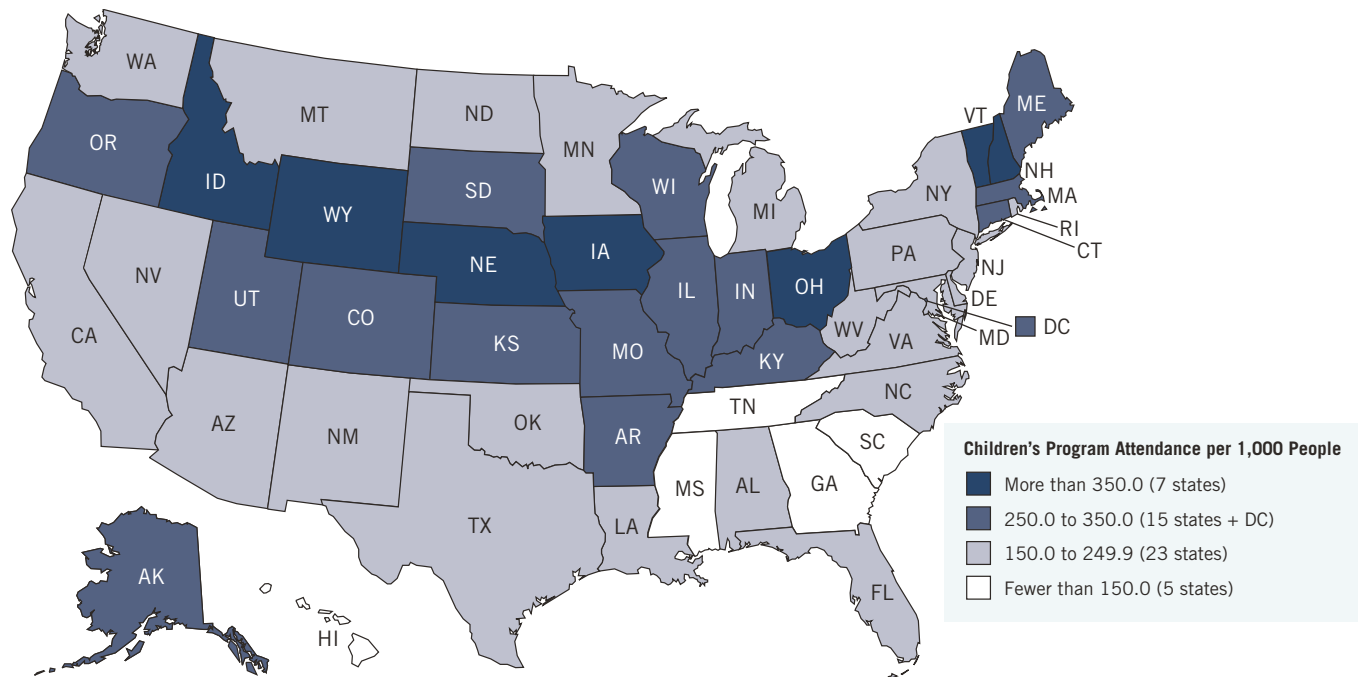 WA
MT
ND
MN
VT
ME
OR
ID
SD
WI
NH
WY
NY
MA
MI
RI
IA
CT
NE
PA
NV
NJ
IL
IN
OH
UT
DE
CO
DC
CA
KS
MO
WV
MD
VA
KY
NC
TN
AZ
NM
OK
AR
SC
MS
AL
GA
TX
LA
AK
FL
HI
Children's Program Attendance per 1,000 People
More than 350.0 (7 states)
250.0 to 350.0 (15 states + DC)
150.0 to 249.9 (23 states)
Fewer than 150.0 (5 states)